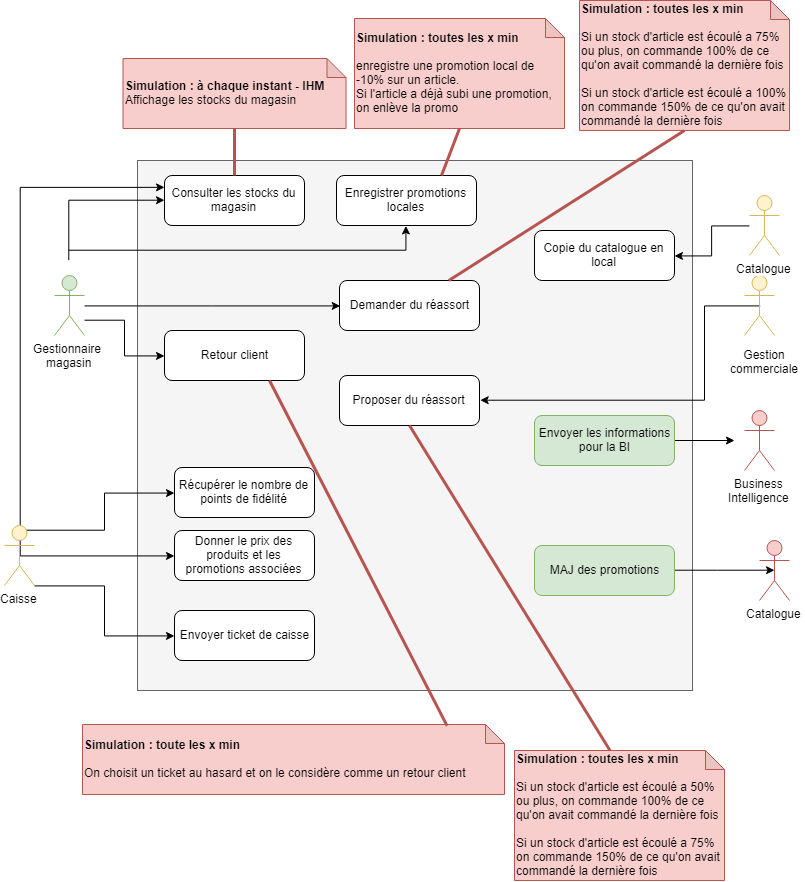 Simulation : toutes les x min
Si un stock d'article est écoulé a 75%
ou plus, on commande 100% de ce
qu'on avait commandé la dernière fois
Si un stock d'article est écoulé a 100%
on commande 150% de ce qu'on avait
commandé la dernière fois
Simulation : toutes les x min
enregistre une promotion local de
-10% sur un article.
Si l'article a déjà subi une promotion,
on enlève la promo
Simulation : à chaque instant - IHM
Affichage les stocks du magasin
Consulter les stocks du
magasin
Enregistrer promotions
locales
Copie du catalogue en
local
Catalogue
Gestionnaire
magasin
Demander du réassort
Gestion
commerciale
Retour client
Proposer du réassort
Envoyer les informations
pour la BI
Business
Intelligence
Récupérer le nombre de
points de fidélité
Donner le prix des
produits et les
promotions associées
MAJ des promotions
Caisse
Catalogue
Envoyer ticket de caisse
Simulation : toute les x min
On choisit un ticket au hasard et on le considère comme un retour client
Simulation : toutes les x min
Si un stock d'article est écoulé a 50%
ou plus, on commande 100% de ce
qu'on avait commandé la dernière fois
Si un stock d'article est écoulé a 75%
on commande 150% de ce qu'on avait
commandé la dernière fois